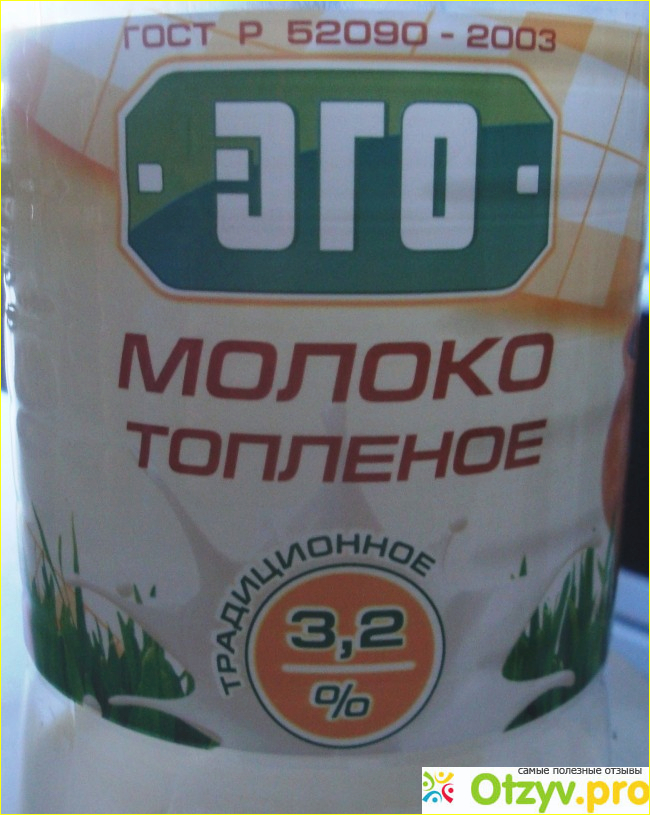 ГОСТ Р 52090 - 2003
ЭГО
МОЛОКО
ТОПЛЕНОЕ
ТРАДИЦИОННОЕ
3,2
%
самые полезные отзывы
Otzyv.pro